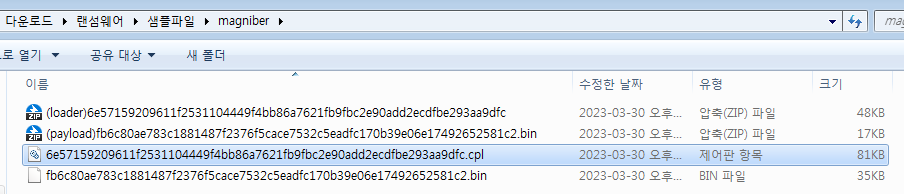 다운로드 ▸ 랜섬웨어 ▸ 샘플파일 ▸ magniber ▸
로 열기 ▼ 공유 대상 ▼ 새 폴더
이름 수정한 날짜 유형 크기
(loader)6e57159209611f2531104449f4bb86a7621fb9fbc2e90add2ecdfbe293aa9dfc 2023-03-30 오후... 압축(ZIP) 파일 48KB
(payload)fb6c80ae783c1881487f2376f5cace7532c5eadfc170b39e06e17492652581c2.bin 2023-03-30 오후... 압축(ZIP) 파일 17KB
6e57159209611f2531104449f4bb86a7621fb9fbc2e90add2ecdfbe293aa9dfc.cpl 2023-03-30 오후... 제어판 항목 81KB
fb6c80ae783c1881487f2376f5cace7532c5eadfc170b39e06e17492652581c2.bin 2023-03-30 오후... BIN 파일 35KB